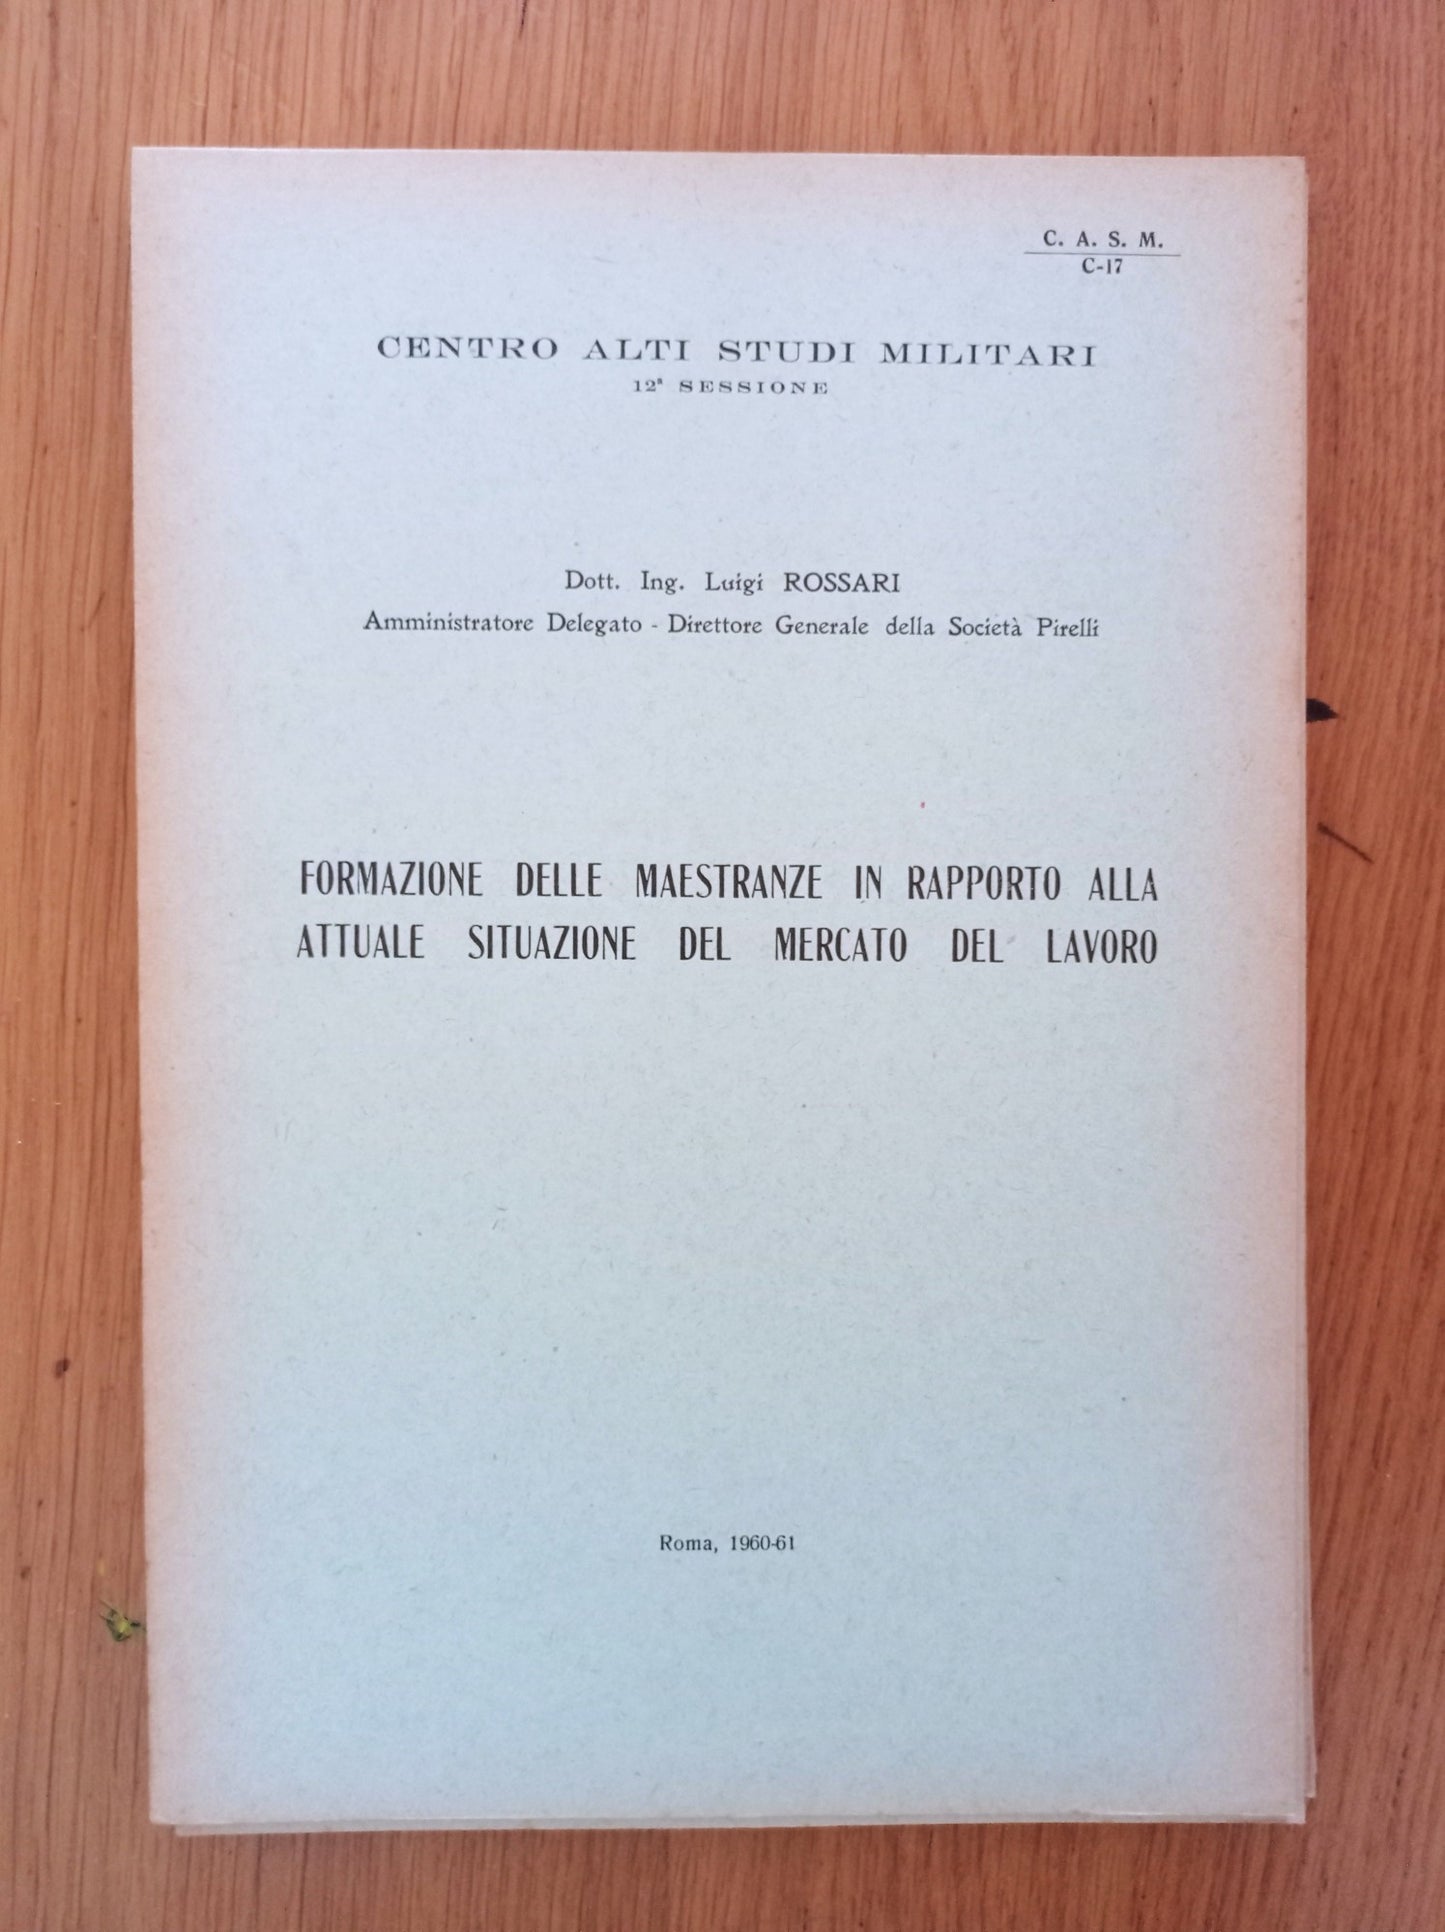 C. A. S. M.
C-17
CENTRO ALTI STUDI MILITARI
12ª SESSIONE
Dott. Ing. Luigi ROSSARI
Amministratore Delegato - Direttore Generale della Società Pirelli
FORMAZIONE DELLE MAESTRANZE IN RAPPORTO ALLA
ATTUALE SITUAZIONE DEL MERCATO DEL LAVORO
Roma, 1960-61